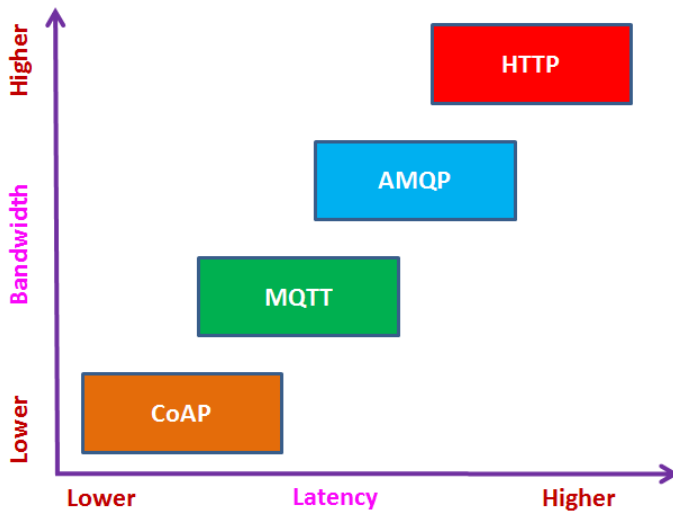 Higher
HTTP
AMQP
Bandwidth
MQTT
CoAP
Lower
Lower
Latency
Higher